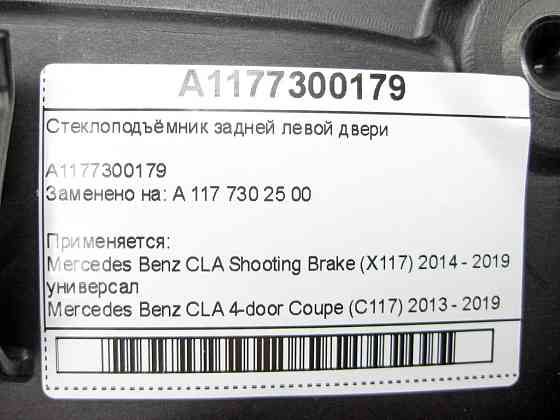 A1177300179
Стеклоподъёмник задней левой двери
A1177300179
Заменено на: A 117 730 25 00
Применяется:
Mercedes Benz CLA Shooting Brake (X117) 2014 - 2019
универсал
Mercedes Benz CLA 4-door Coupe (C117) 2013 - 2019